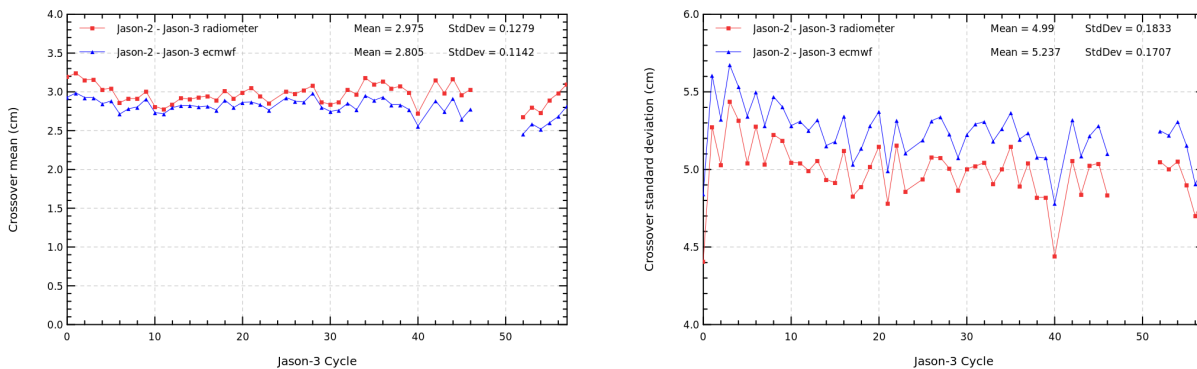 Jason-2 - Jason-3 radiometer Mean = 2.975 StdDev = 0.1279
Jason-2 - Jason-3 ecmwf Mean = 2.805 StdDev = 0.1142
Crossover mean (cm)
4.0
3.5
3.0
2.5
2.0
1.5
1.0
0.5
0.0
0 10 20 30 40 50
Jason-3 Cycle
Jason-2 - Jason-3 radiometer Mean = 4.99 StdDev = 0.1833
Jason-2 - Jason-3 ecmwf Mean = 5.237 StdDev = 0.1707
Crossover standard deviation (cm)
6.0
5.5
5.0
4.5
4.0
0 10 20 30 40 50
Jason-3 Cycle